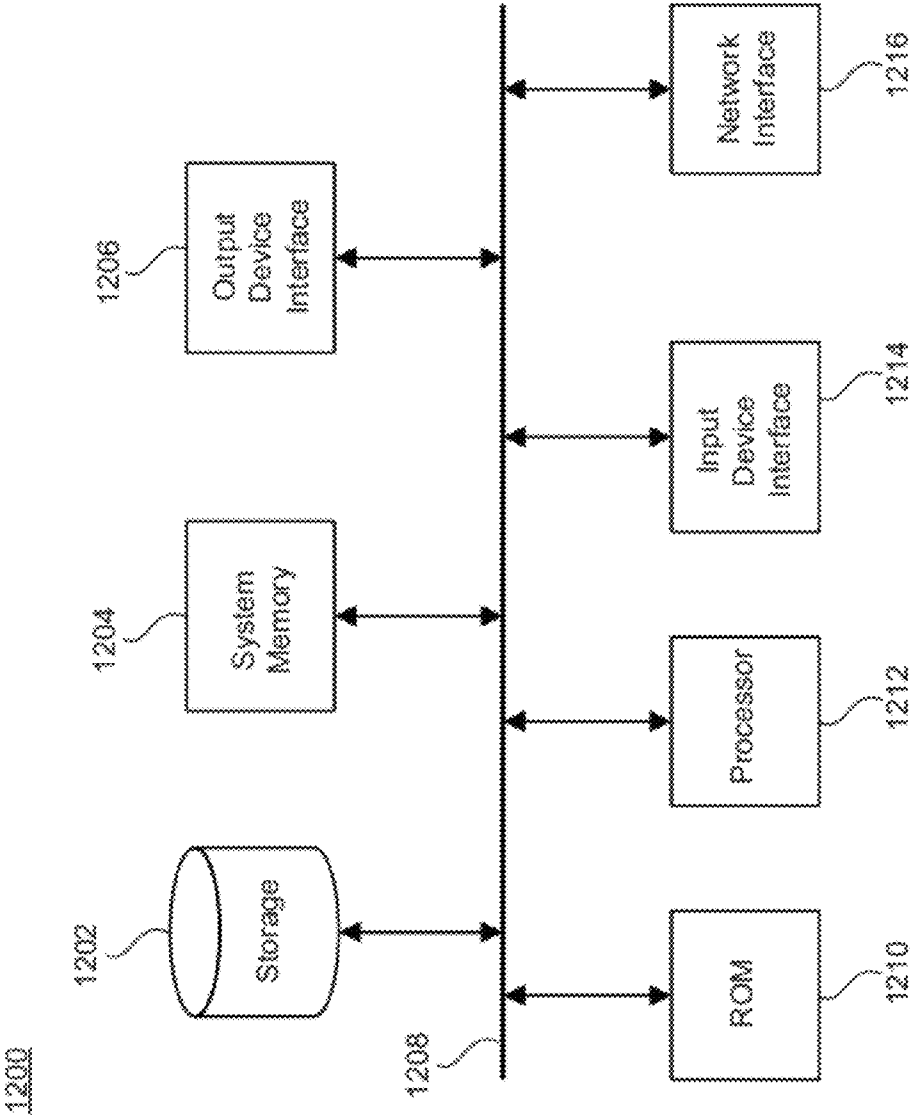 1200
1202
Storage
1204
System
Memory
1206
Output
Device
Interface
1208
ROM
1210
Processor
1212
Input
Device
Interface
1214
Network
Interface
1216